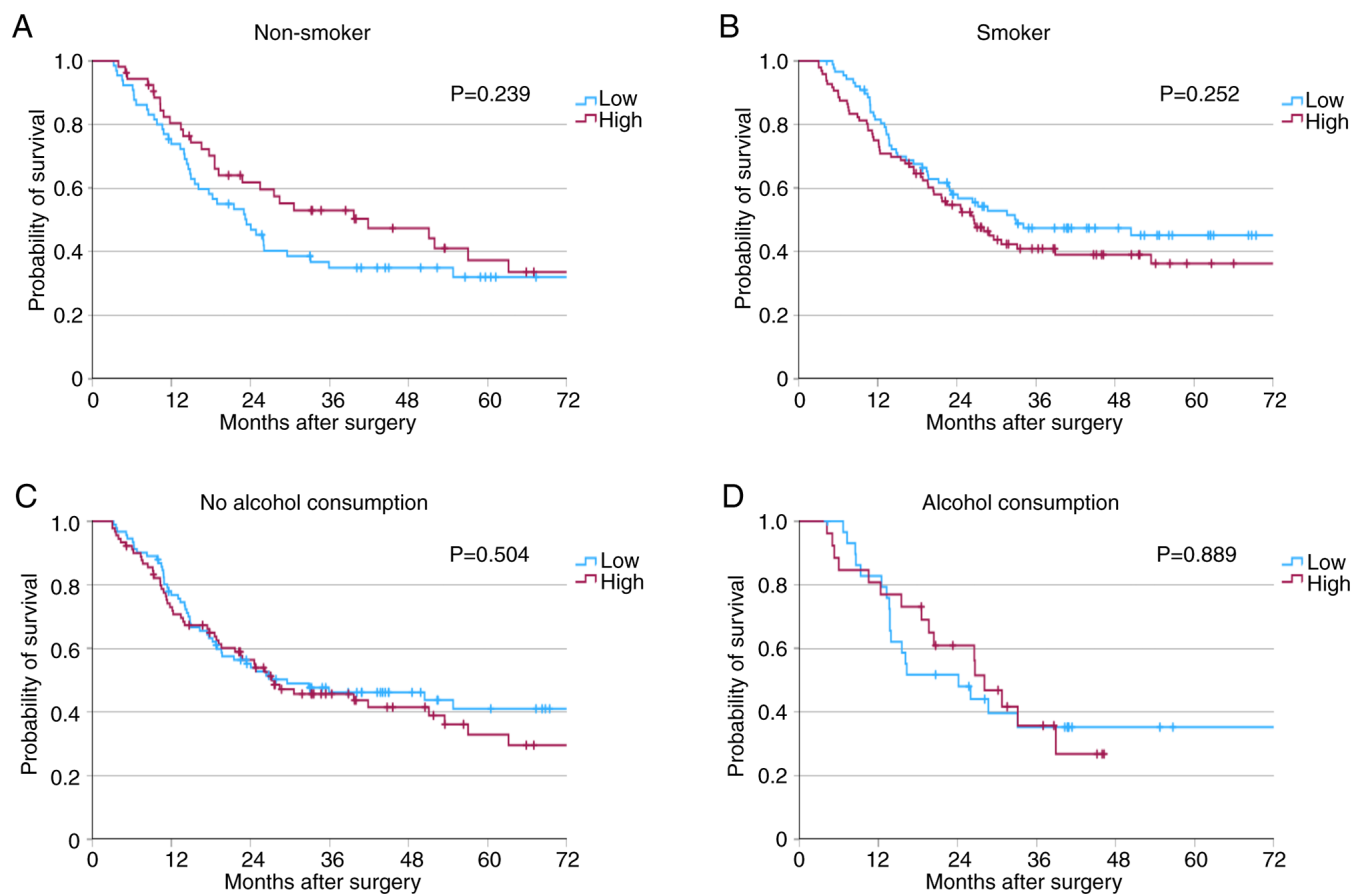 A
Non-smoker
1.0
0.8
0.6
0.4
0.2
0
Probability of survival
P=0.239
Low
High
0 12 24 36 48 60 72
Months after surgery
B
Smoker
1.0
0.8
0.6
0.4
0.2
0
Probability of survival
P=0.252
Low
High
0 12 24 36 48 60 72
Months after surgery
C
No alcohol consumption
1.0
0.8
0.6
0.4
0.2
0
Probability of survival
P=0.504
Low
High
0 12 24 36 48 60 72
Months after surgery
D
Alcohol consumption
1.0
0.8
0.6
0.4
0.2
0
Probability of survival
P=0.889
Low
High
0 12 24 36 48 60 72
Months after surgery